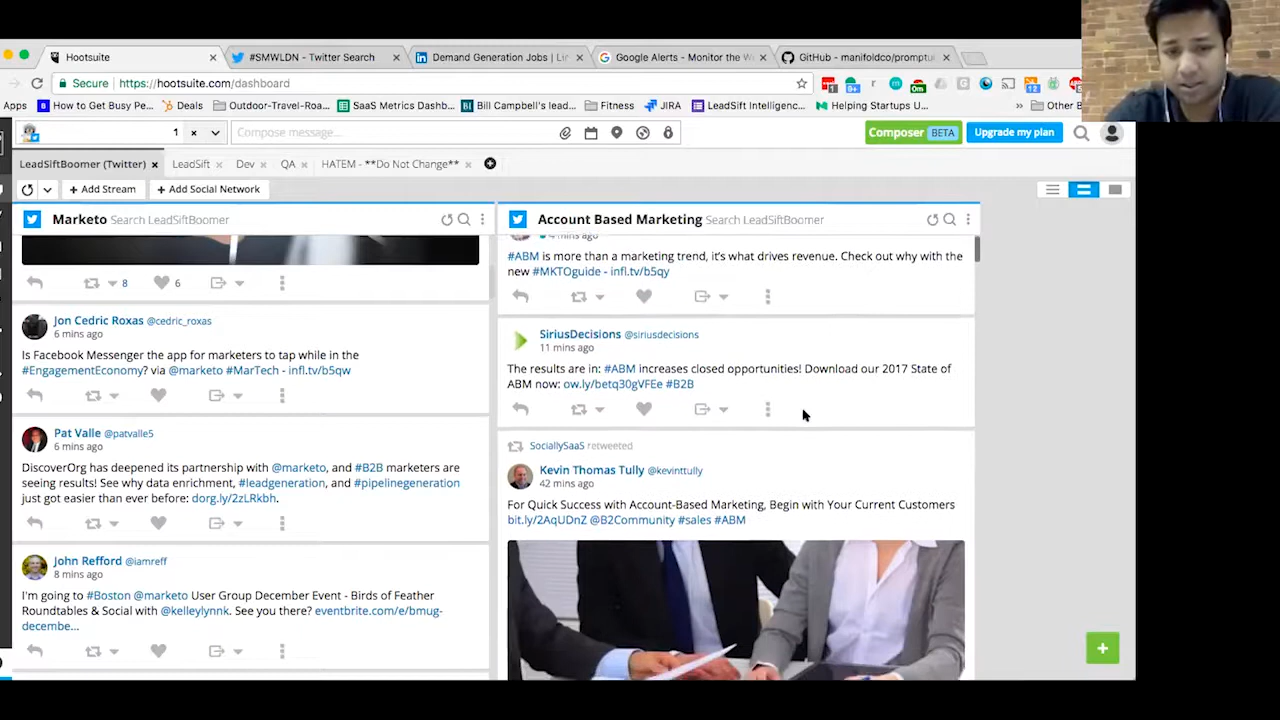 Hootsuite
#SMWLDN - Twitter Search
Demand Generation Jobs | Li
Google Alerts - Monitor the W
GitHub - manifoldco/promptu
Secure
https://hootsuite.com/dashboard
Apps
How to Get Busy Pe...
Deals
Outdoor-Travel-Roa...
SaaS Metrics Dashb...
Bill Campbell's lead...
Fitness
JIRA
LeadSift Intelligenc...
Helping Startups U...
»
Other B
1
Compose message...
Composer BETA
Upgrade my plan
LeadSiftBoomer (Twitter)
LeadSift
Dev
QA
HATEM - **Do Not Change**
+ Add Stream
+ Add Social Network
Marketo Search LeadSiftBoomer
8
6
Jon Cedric Roxas @cedric_roxas
6 mins ago
Is Facebook Messenger the app for marketers to tap while in the
#EngagementEconomy? via @marketo #MarTech - infl.tv/b5qw
Pat Valle @patvalle5
6 mins ago
DiscoverOrg has deepened its partnership with @marketo, and #B2B marketers are
seeing results! See why data enrichment, #leadgeneration, and #pipelinegeneration
just got easier than ever before: dorg.ly/2zLRkbh.
John Refford @iamreff
8 mins ago
I'm going to #Boston @marketo User Group December Event - Birds of Feather
Roundtables & Social with @kelleylynnk. See you there? eventbrite.com/e/bmug-
decembe...
Account Based Marketing Search LeadSiftBoomer
4 mins ago
#ABM is more than a marketing trend, it's what drives revenue. Check out why with the
new #MKTOguide - infl.tv/b5qy
SiriusDecisions @siriusdecisions
11 mins ago
The results are in: #ABM increases closed opportunities! Download our 2017 State of
ABM now: ow.ly/betq30gVFEe #B2B
SociallySaaS retweeted
Kevin Thomas Tully @kevinttully
42 mins ago
For Quick Success with Account-Based Marketing, Begin with Your Current Customers
bit.ly/2AqUDnZ @B2Community #sales #ABM